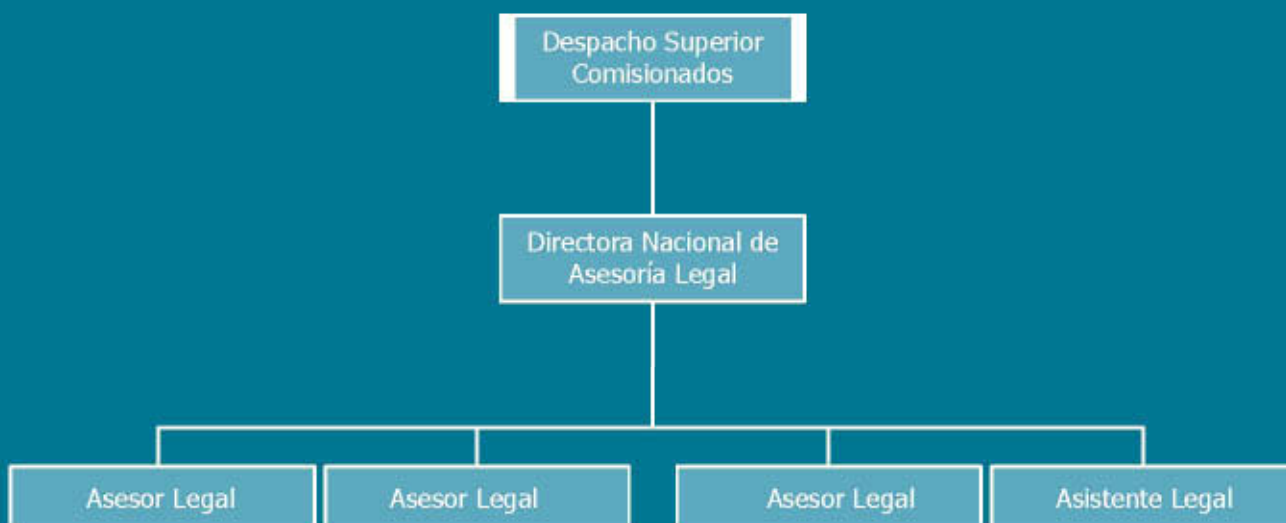 Despacho Superior
Comisionados
Directora Nacional de
Asesoría Legal
Asesor Legal
Asesor Legal
Asesor Legal
Asistente Legal